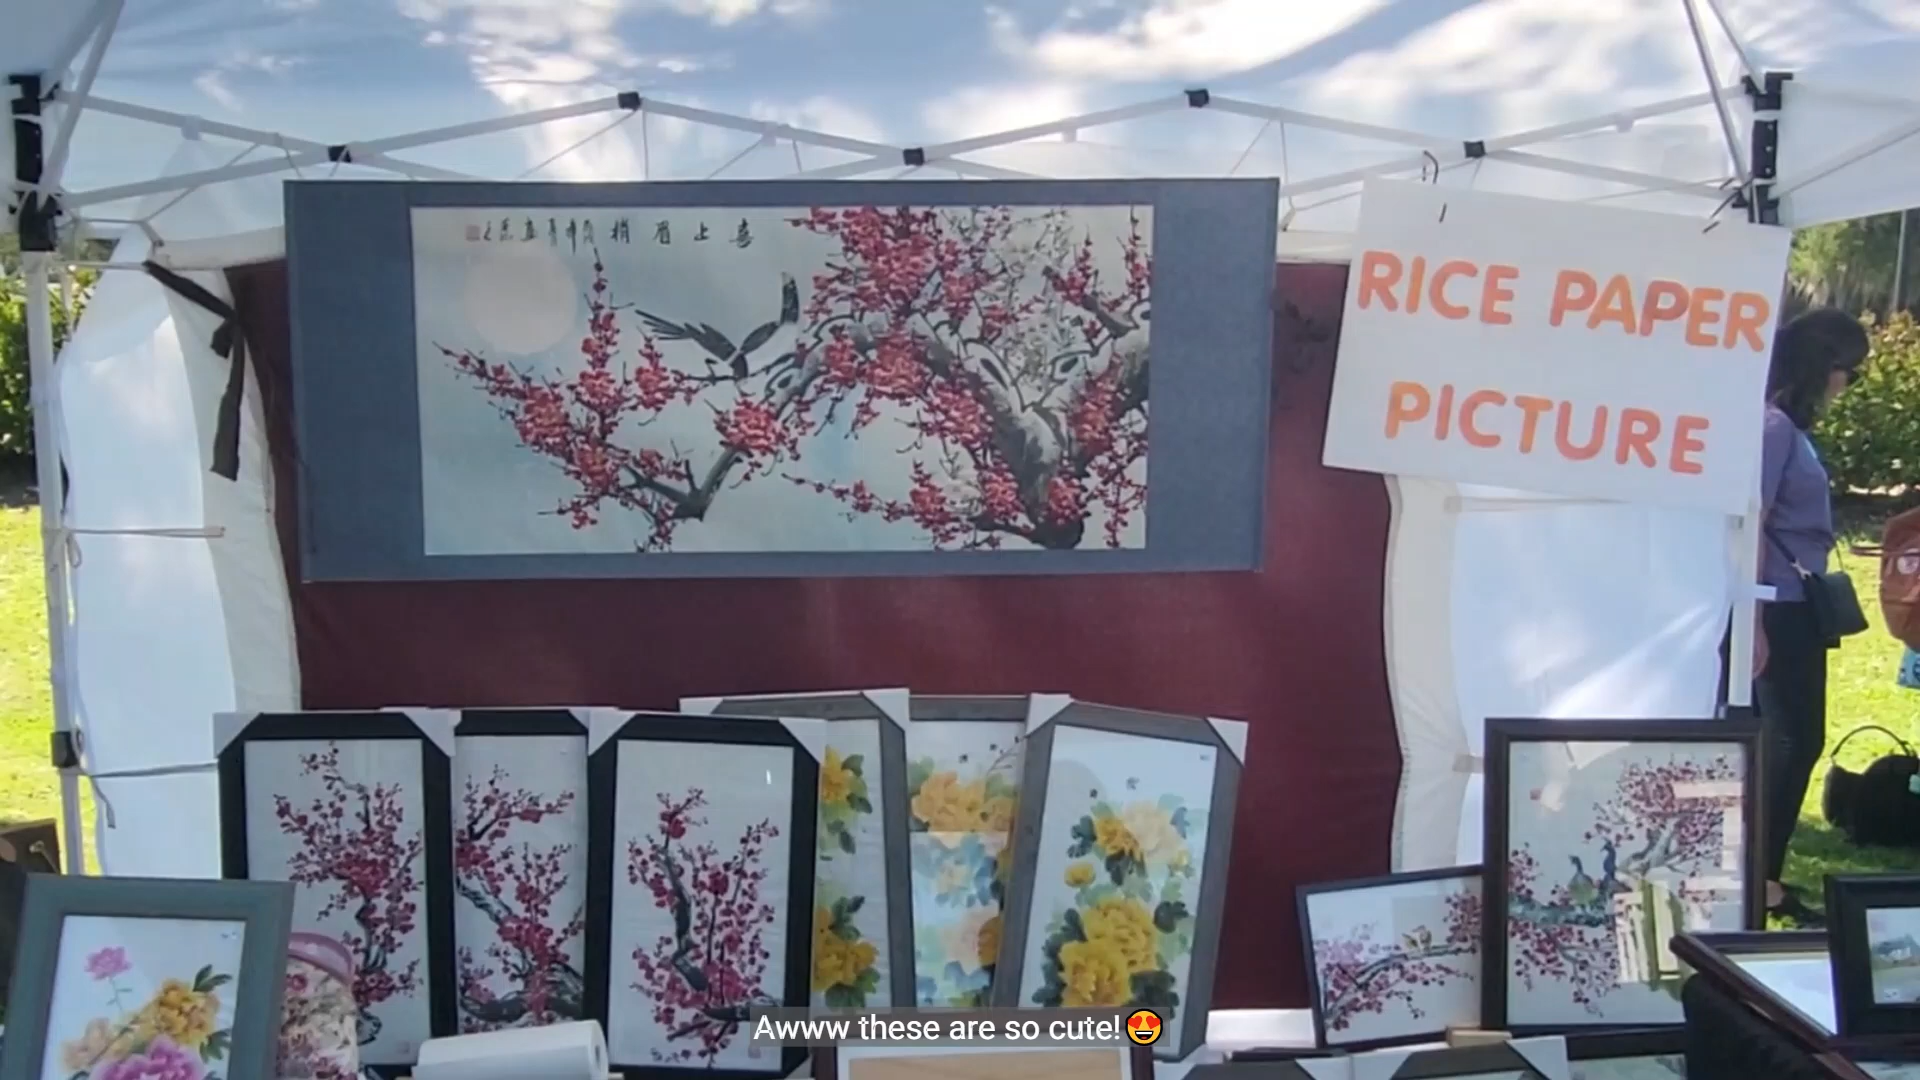 喜上眉梢
RICE PAPER
PICTURE
Awww these are so cute!😍